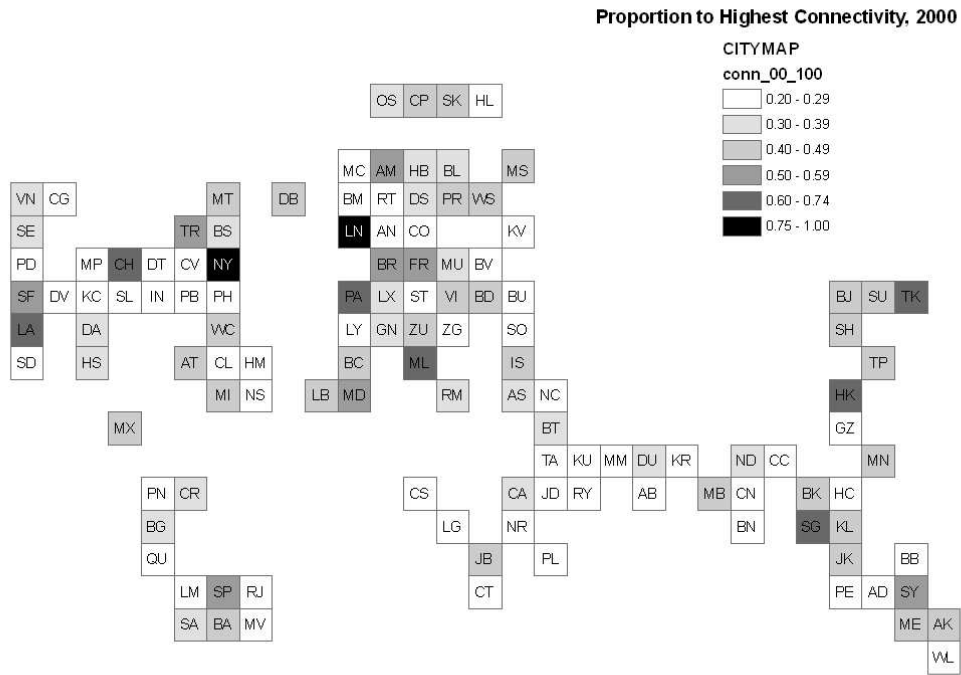 Proportion to Highest Connectivity, 2000
CITYMAP
conn_00_100
0.20 - 0.29
0.30 - 0.39
0.40 - 0.49
0.50 - 0.59
0.60 - 0.74
0.75 - 1.00
OS CP SK HL
MC AM HB BL MS
VN CG MT DB BM RT DS PR WS
SE TR BS LN AN CO KV
PD MP CH DT CV NY BR FR MU BV
SF DV KC SL IN PB PH PA LX ST VI BD BU BJ SU TK
LA DA WC LY GN ZU ZG SO SH
SD HS AT CL HM BC ML IS TP
MI NS LB MD RM AS NC HK
MX BT GZ
TA KU MM DU KR ND CC MN
PN CR CS CA JD RY AB MB CN BK HC
BG LG NR BN SG KL
QU JB PL JK BB
LM SP RJ CT PE AD SY
SA BA MV ME AK
WL